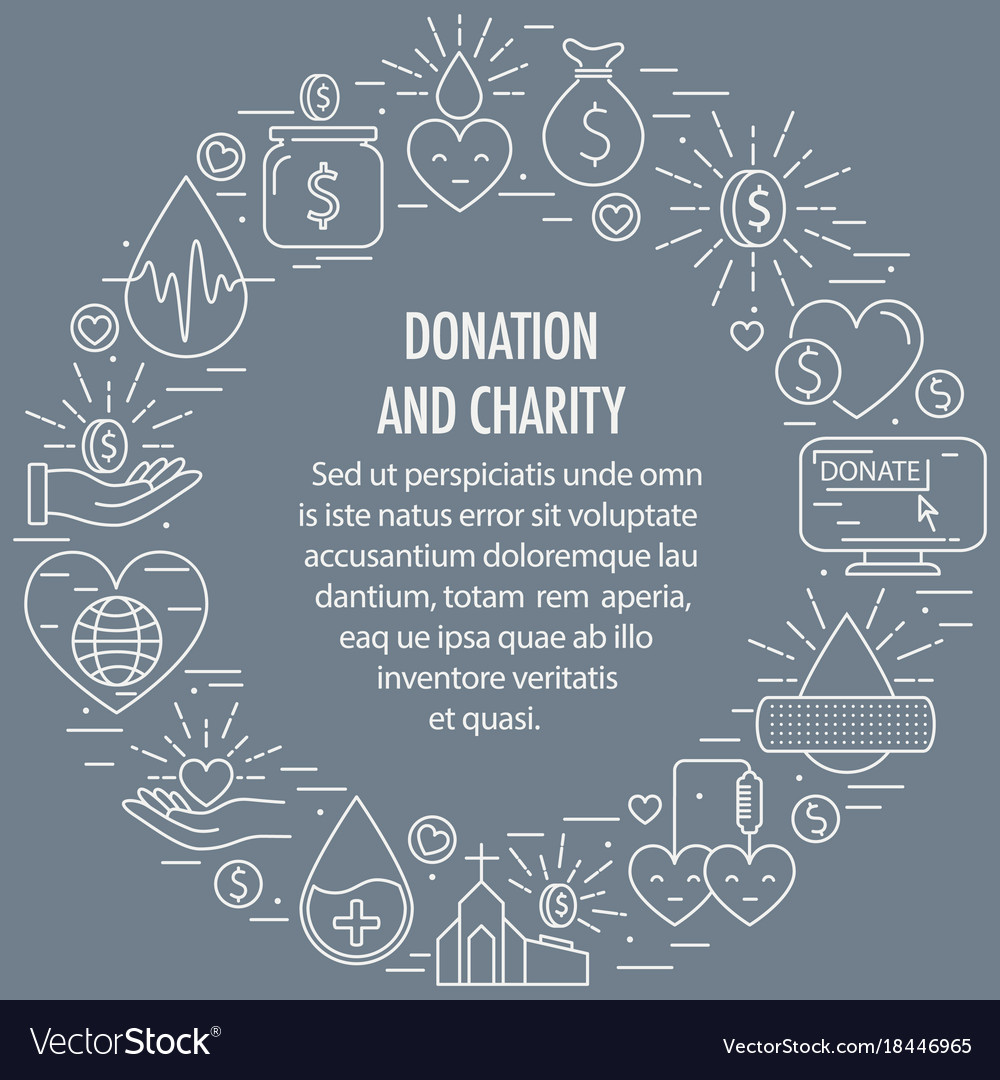 DONATION
AND CHARITY
Sed ut perspiciatis unde omn
is iste natus error sit voluptate
accusantium doloremque lau
dantium, totam rem aperia,
eaq ue ipsa quae ab illo
inventore veritatis
et quasi.
$
$
$
$
$
$
DONATE
$
$
$
$
VectorStock®
VectorStock.com/18446965